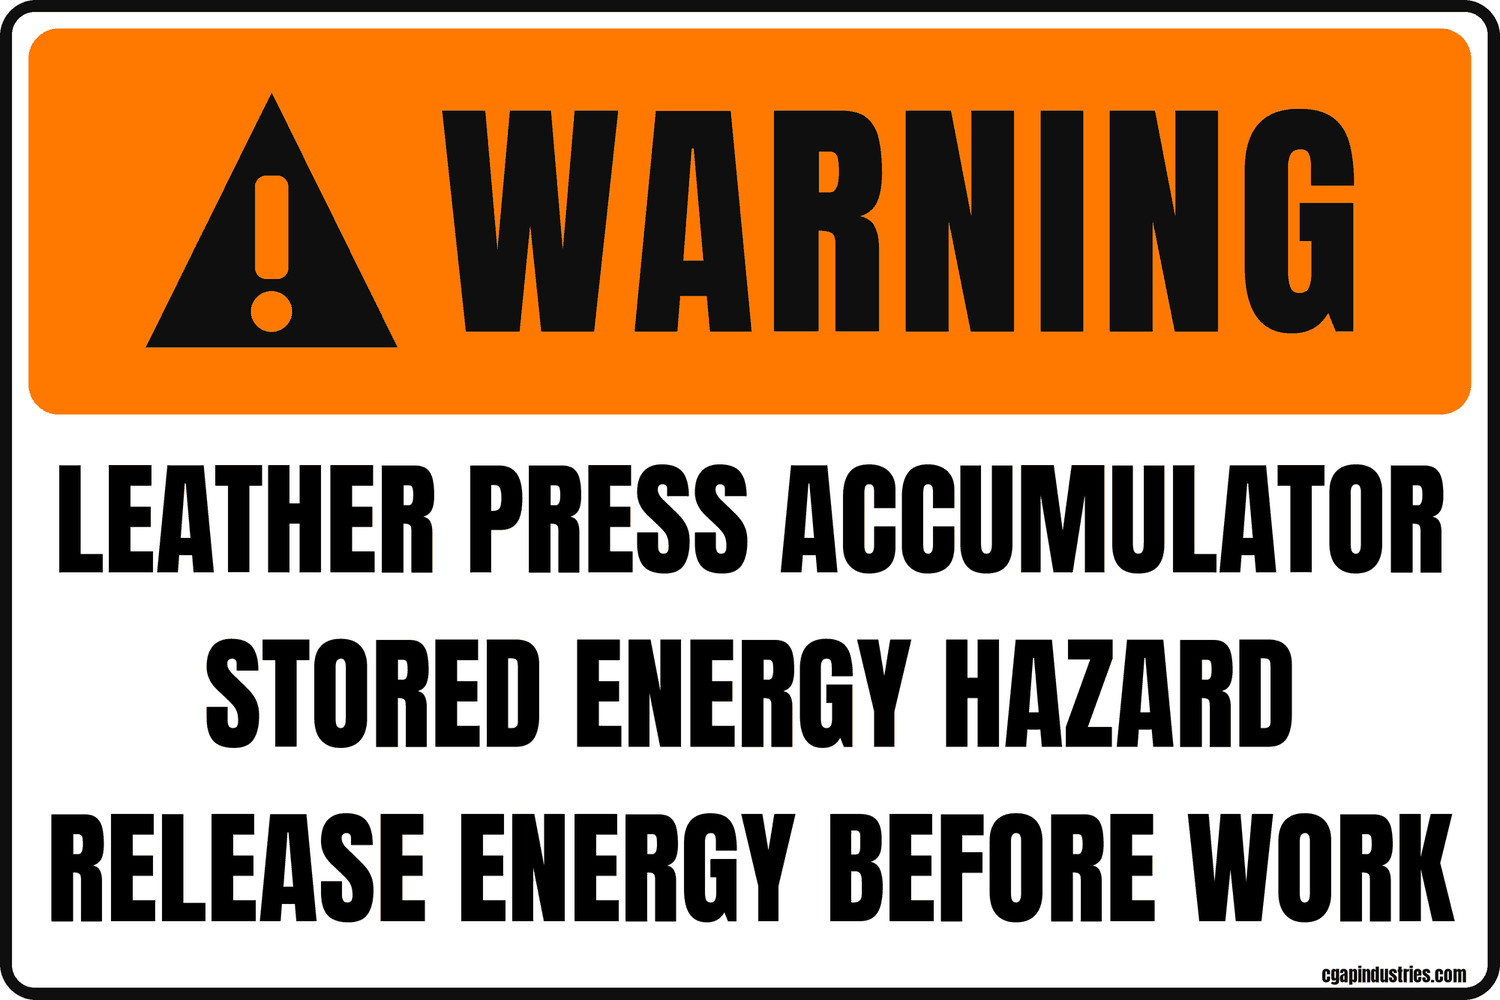 WARNING
LEATHER PRESS ACCUMULATOR
STORED ENERGY HAZARD
RELEASE ENERGY BEFORE WORK
cgapindustries.com